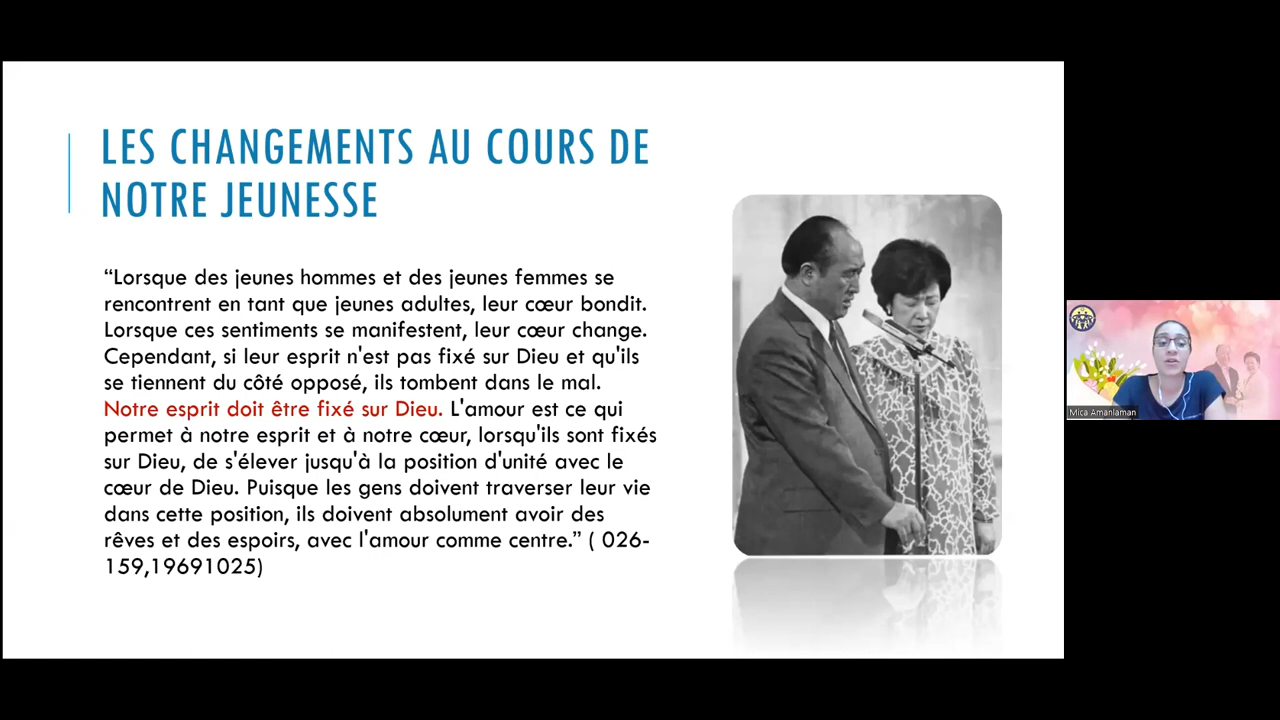 LES CHANGEMENTS AU COURS DE
NOTRE JEUNESSE
“Lorsque des jeunes hommes et des jeunes femmes se
rencontrent en tant que jeunes adultes, leur cœur bondit.
Lorsque ces sentiments se manifestent, leur cœur change.
Cependant, si leur esprit n'est pas fixé sur Dieu et qu'ils
se tiennent du côté opposé, ils tombent dans le mal.
Notre esprit doit être fixé sur Dieu. L'amour est ce qui
permet à notre esprit et à notre cœur, lorsqu'ils sont fixés
sur Dieu, de s'élever jusqu'à la position d'unité avec le
cœur de Dieu. Puisque les gens doivent traverser leur vie
dans cette position, ils doivent absolument avoir des
rêves et des espoirs, avec l'amour comme centre.” ( 026-
159,19691025)
Mica Amanlaman